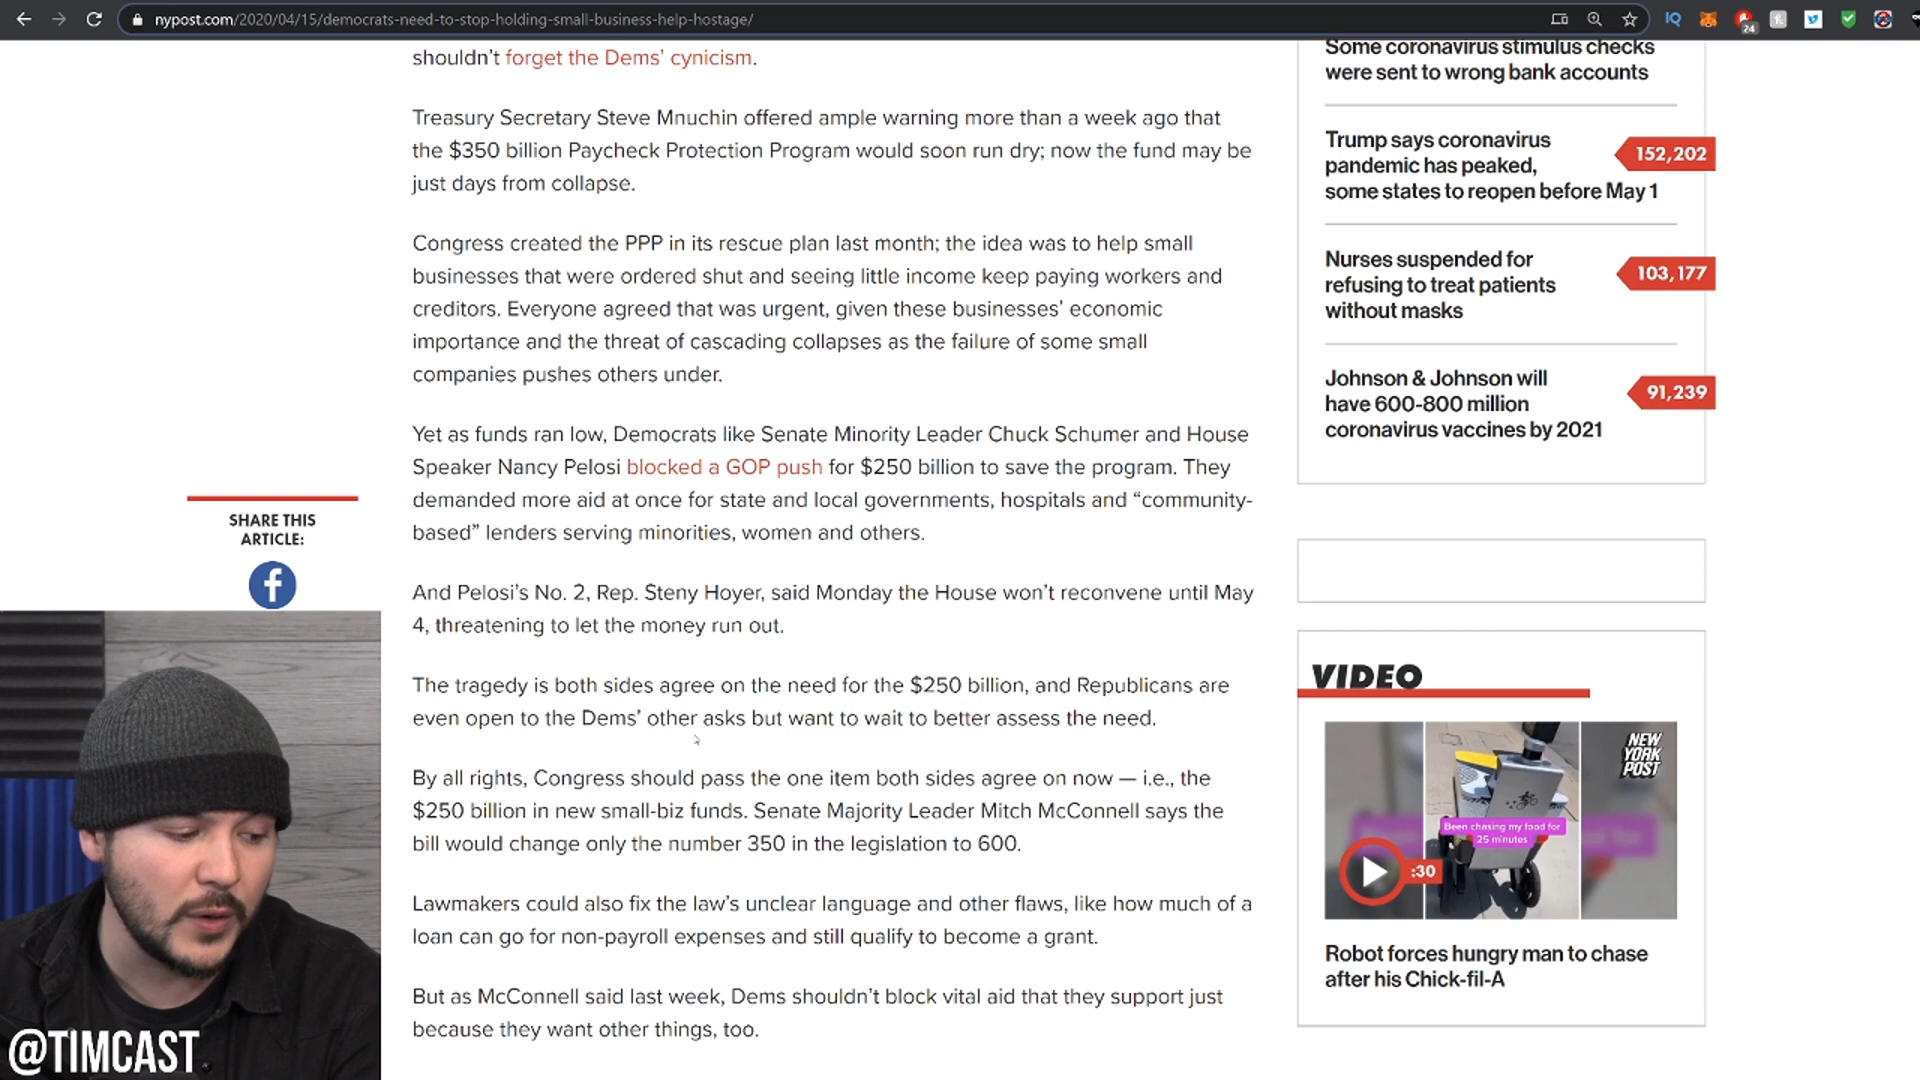 nypost.com/2020/04/15/democrats-need-to-stop-holding-small-business-help-hostage/
24
shouldn't forget the Dems' cynicism.
Treasury Secretary Steve Mnuchin offered ample warning more than a week ago that
the $350 billion Paycheck Protection Program would soon run dry; now the fund may be
just days from collapse.
Congress created the PPP in its rescue plan last month; the idea was to help small
businesses that were ordered shut and seeing little income keep paying workers and
creditors. Everyone agreed that was urgent, given these businesses' economic
importance and the threat of cascading collapses as the failure of some small
companies pushes others under.
Yet as funds ran low, Democrats like Senate Minority Leader Chuck Schumer and House
Speaker Nancy Pelosi blocked a GOP push for $250 billion to save the program. They
demanded more aid at once for state and local governments, hospitals and “community-
based” lenders serving minorities, women and others.
And Pelosi's No. 2, Rep. Steny Hoyer, said Monday the House won't reconvene until May
4, threatening to let the money run out.
The tragedy is both sides agree on the need for the $250 billion, and Republicans are
even open to the Dems' other asks but want to wait to better assess the need.
By all rights, Congress should pass the one item both sides agree on now — i.e., the
$250 billion in new small-biz funds. Senate Majority Leader Mitch McConnell says the
bill would change only the number 350 in the legislation to 600.
Lawmakers could also fix the law's unclear language and other flaws, like how much of a
loan can go for non-payroll expenses and still qualify to become a grant.
But as McConnell said last week, Dems shouldn't block vital aid that they support just
because they want other things, too.
SHARE THIS
ARTICLE:
@TIMCAST
Some coronavirus stimulus checks
were sent to wrong bank accounts
Trump says coronavirus
pandemic has peaked,
some states to reopen before May 1
152,202
Nurses suspended for
refusing to treat patients
without masks
103,177
Johnson & Johnson will
have 600-800 million
coronavirus vaccines by 2021
91,239
VIDEO
NEW
YORK
POST
Been chasing my food for
25 minutes
:30
Robot forces hungry man to chase
after his Chick-fil-A